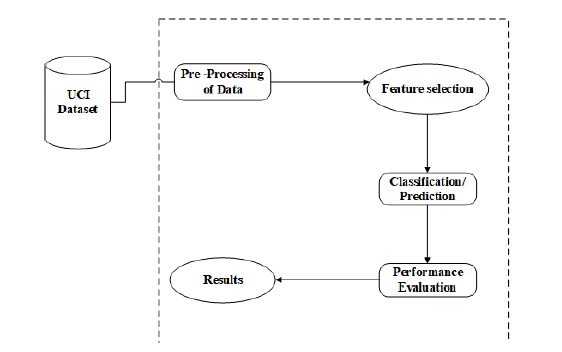 Pre -Processing
of Data
UCI
Dataset
Feature selection
Classification/
Prediction
Performance
Evaluation
Results